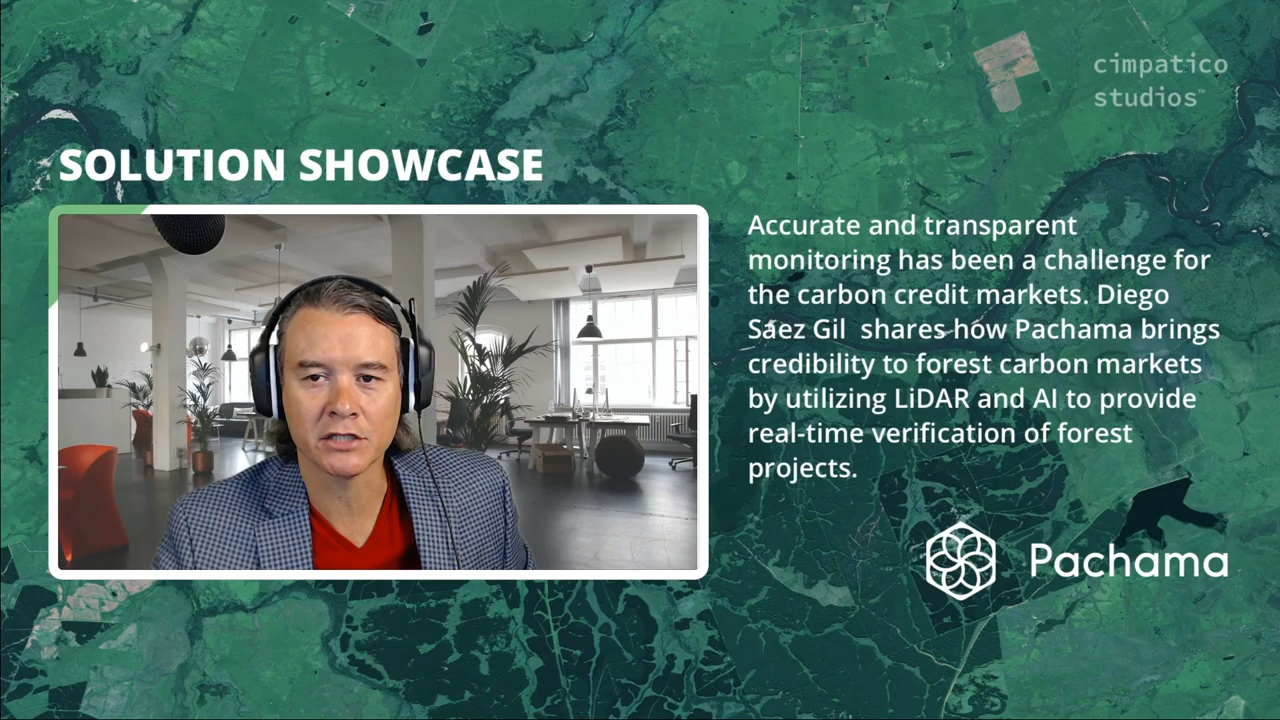 cimpatico
studios™
SOLUTION SHOWCASE
Accurate and transparent
monitoring has been a challenge for
the carbon credit markets. Diego
Saez Gil  shares how Pachama brings
credibility to forest carbon markets
by utilizing LiDAR and AI to provide
real-time verification of forest
projects.
Pachama